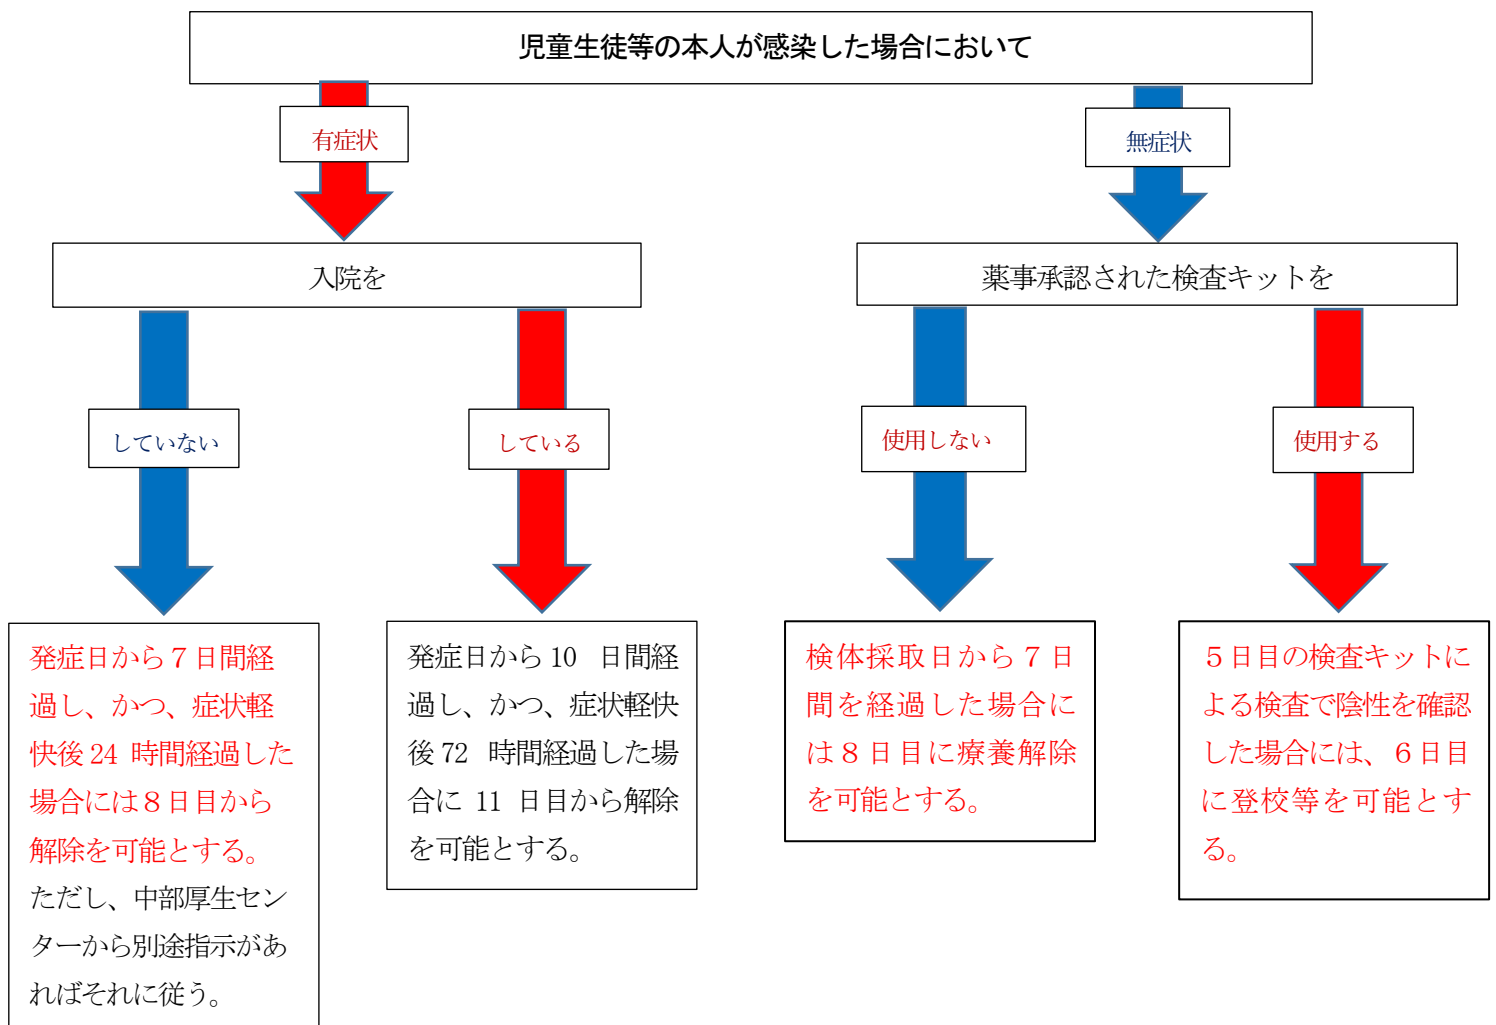 児童生徒等の本人が感染した場合において
有症状
無症状
入院を
薬事承認された検査キットを
していない
している
使用しない
使用する
発症日から７日間経
過し、かつ、症状軽
快後24 時間経過した
場合には８日目から
解除を可能とする。
ただし、中部厚生セン
ターから別途指示があ
ればそれに従う。
発症日から10 日間経
過し、かつ、症状軽快
後72 時間経過した場
合に 11 日目から解除
を可能とする。
検体採取日から７日
間を経過した場合に
は８日目に療養解除
を可能とする。
５日目の検査キットに
よる検査で陰性を確認
した場合には、６日目
に登校等を可能とす
る。